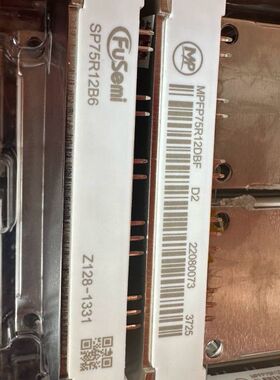 FUSemi
SP75R12B6
Z128-1331
MP
MPFP75R12DBF
D2
22080073
3725